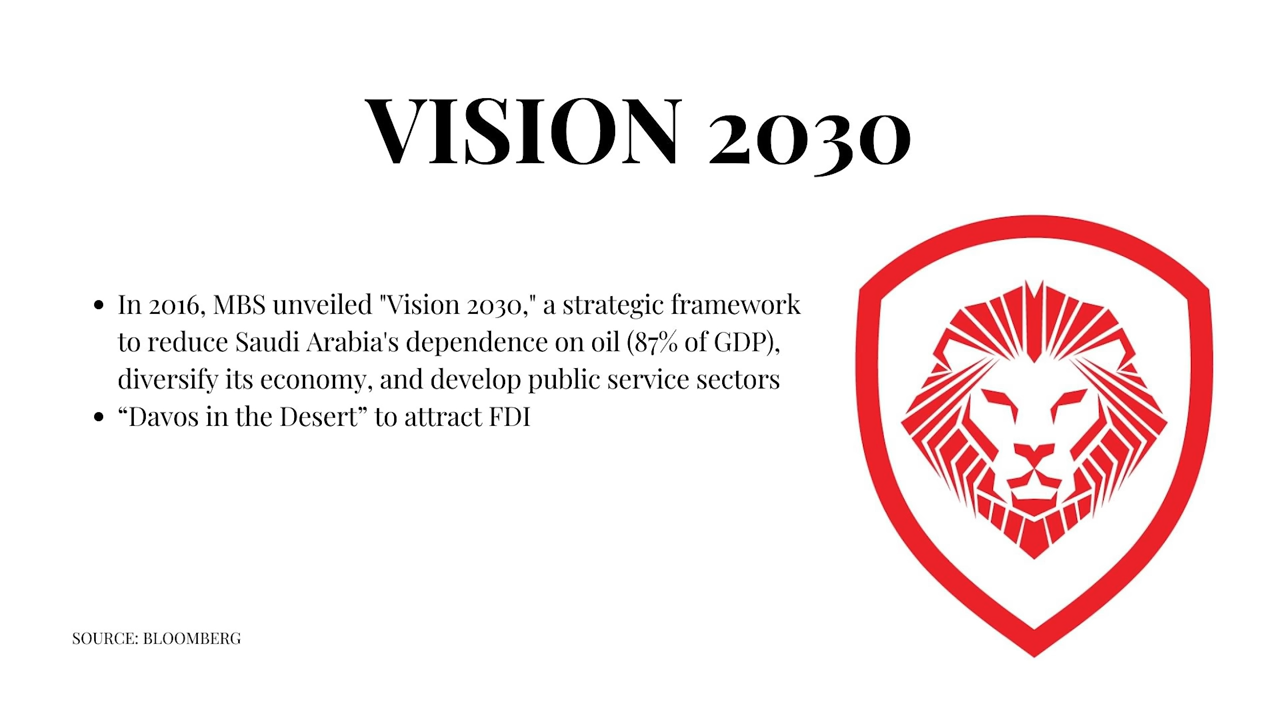 VISION 2030
• In 2016, MBS unveiled "Vision 2030," a strategic framework
to reduce Saudi Arabia's dependence on oil (87% of GDP),
diversify its economy, and develop public service sectors
• “Davos in the Desert” to attract FDI
SOURCE: BLOOMBERG